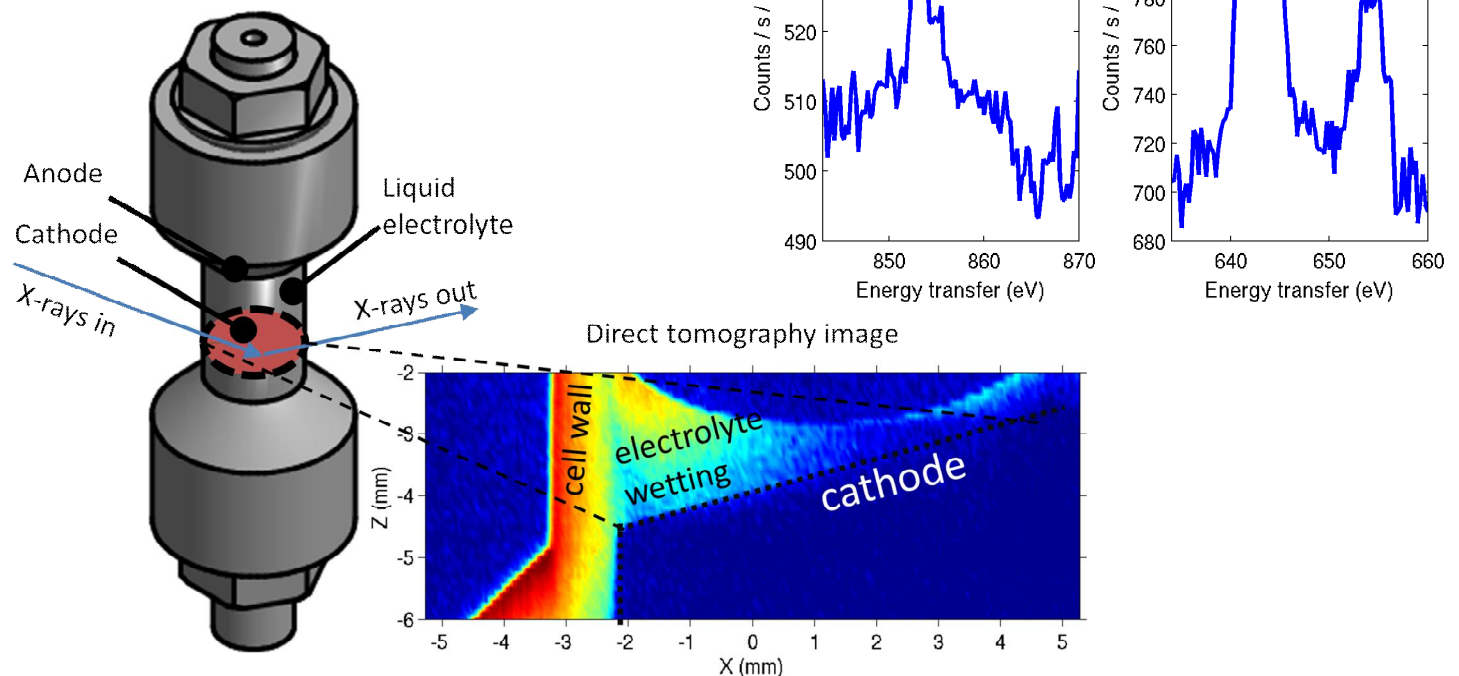 Anode
Cathode
X-rays in
Liquid
electrolyte
X-rays out
Counts / s /
520
510
500
490
850
860
870
Energy transfer (eV)
Counts / s /
780
760
740
720
700
680
640
650
660
Energy transfer (eV)
Direct tomography image
Z (mm)
-2
-3
-4
-5
-6
cell wall
electrolyte
wetting
cathode
-5
-4
-3
-2
-1
0
1
2
3
4
5
X (mm)